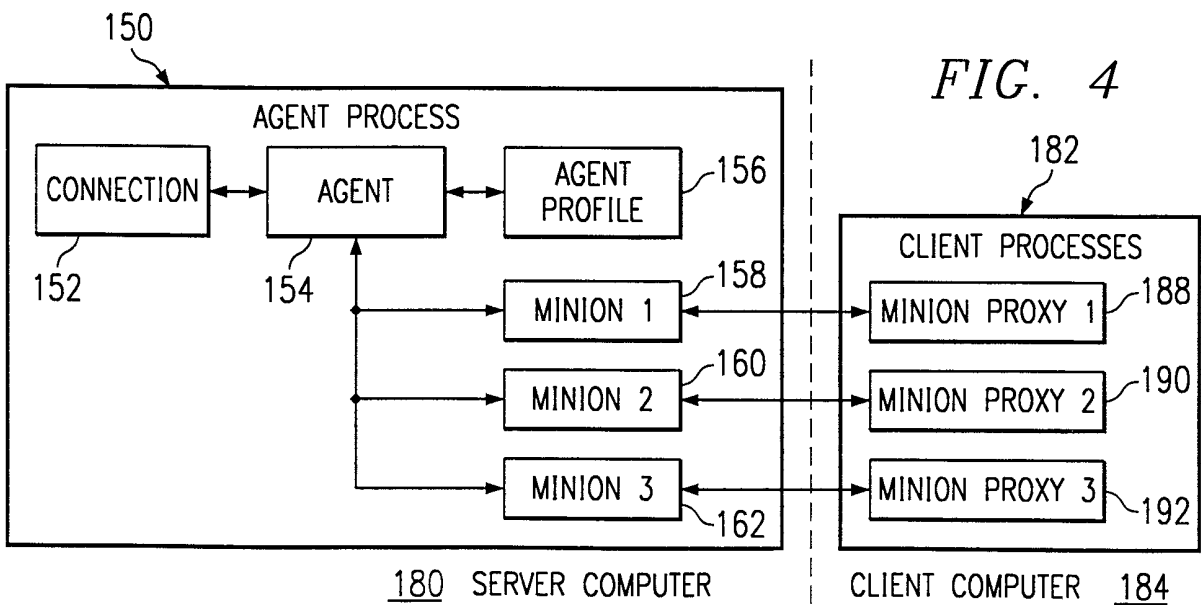 150
FIG. 4
AGENT PROCESS
CONNECTION
AGENT
AGENT
PROFILE
156
152
154
182
CLIENT PROCESSES
MINION 1
158
MINION PROXY 1
188
MINION 2
160
MINION PROXY 2
190
MINION 3
162
MINION PROXY 3
192
180 SERVER COMPUTER
CLIENT COMPUTER 184